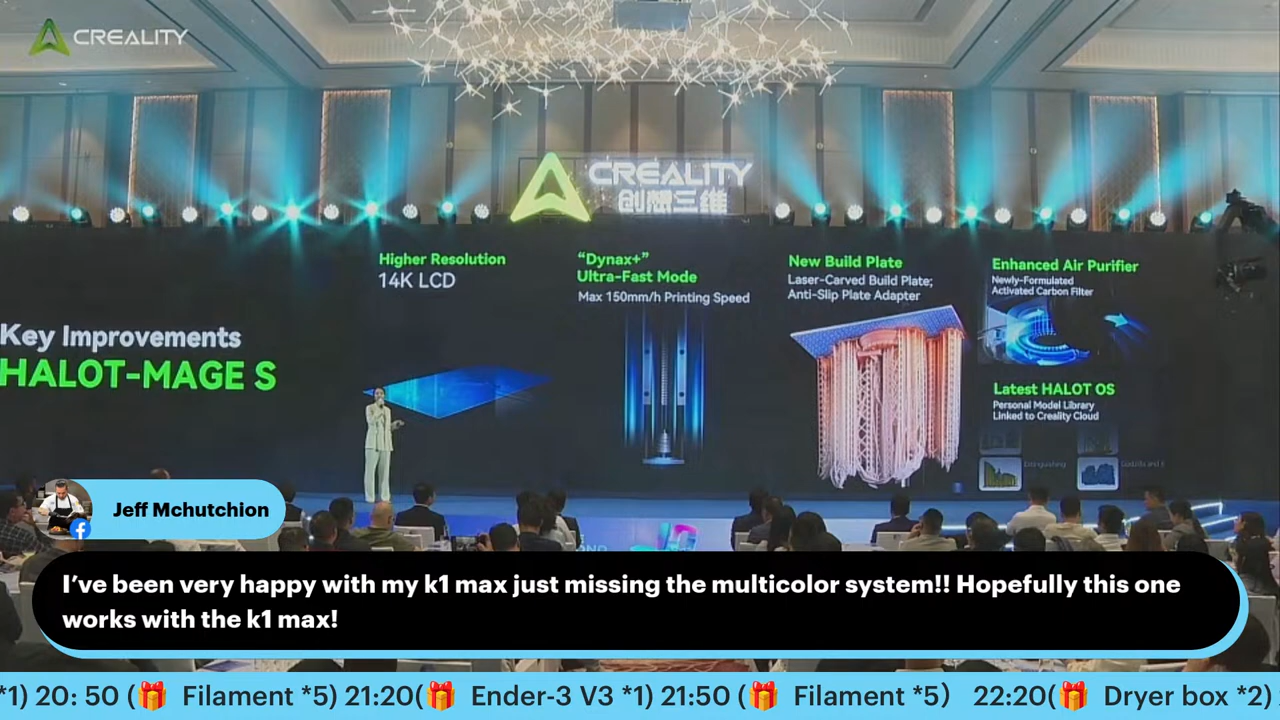 CREALITY
CREALITY
创想三维
Key Improvements
HALOT-MAGE S
Higher Resolution
14K LCD
“Dynax+”
Ultra-Fast Mode
Max 150mm/h Printing Speed
New Build Plate
Laser-Carved Build Plate;
Anti-Slip Plate Adapter
Enhanced Air Purifier
Newly-Formulated
Activated Carbon Filter
Latest HALOT OS
Personal Model Library
Linked to Creality Cloud
Jeff Mchutchion
I’ve been very happy with my k1 max just missing the multicolor system!! Hopefully this one
works with the k1 max!
*1) 20: 50 (🎁 Filament *5) 21:20(🎁 Ender-3 V3 *1) 21:50 (🎁 Filament *5) 22:20(🎁 Dryer box *2)